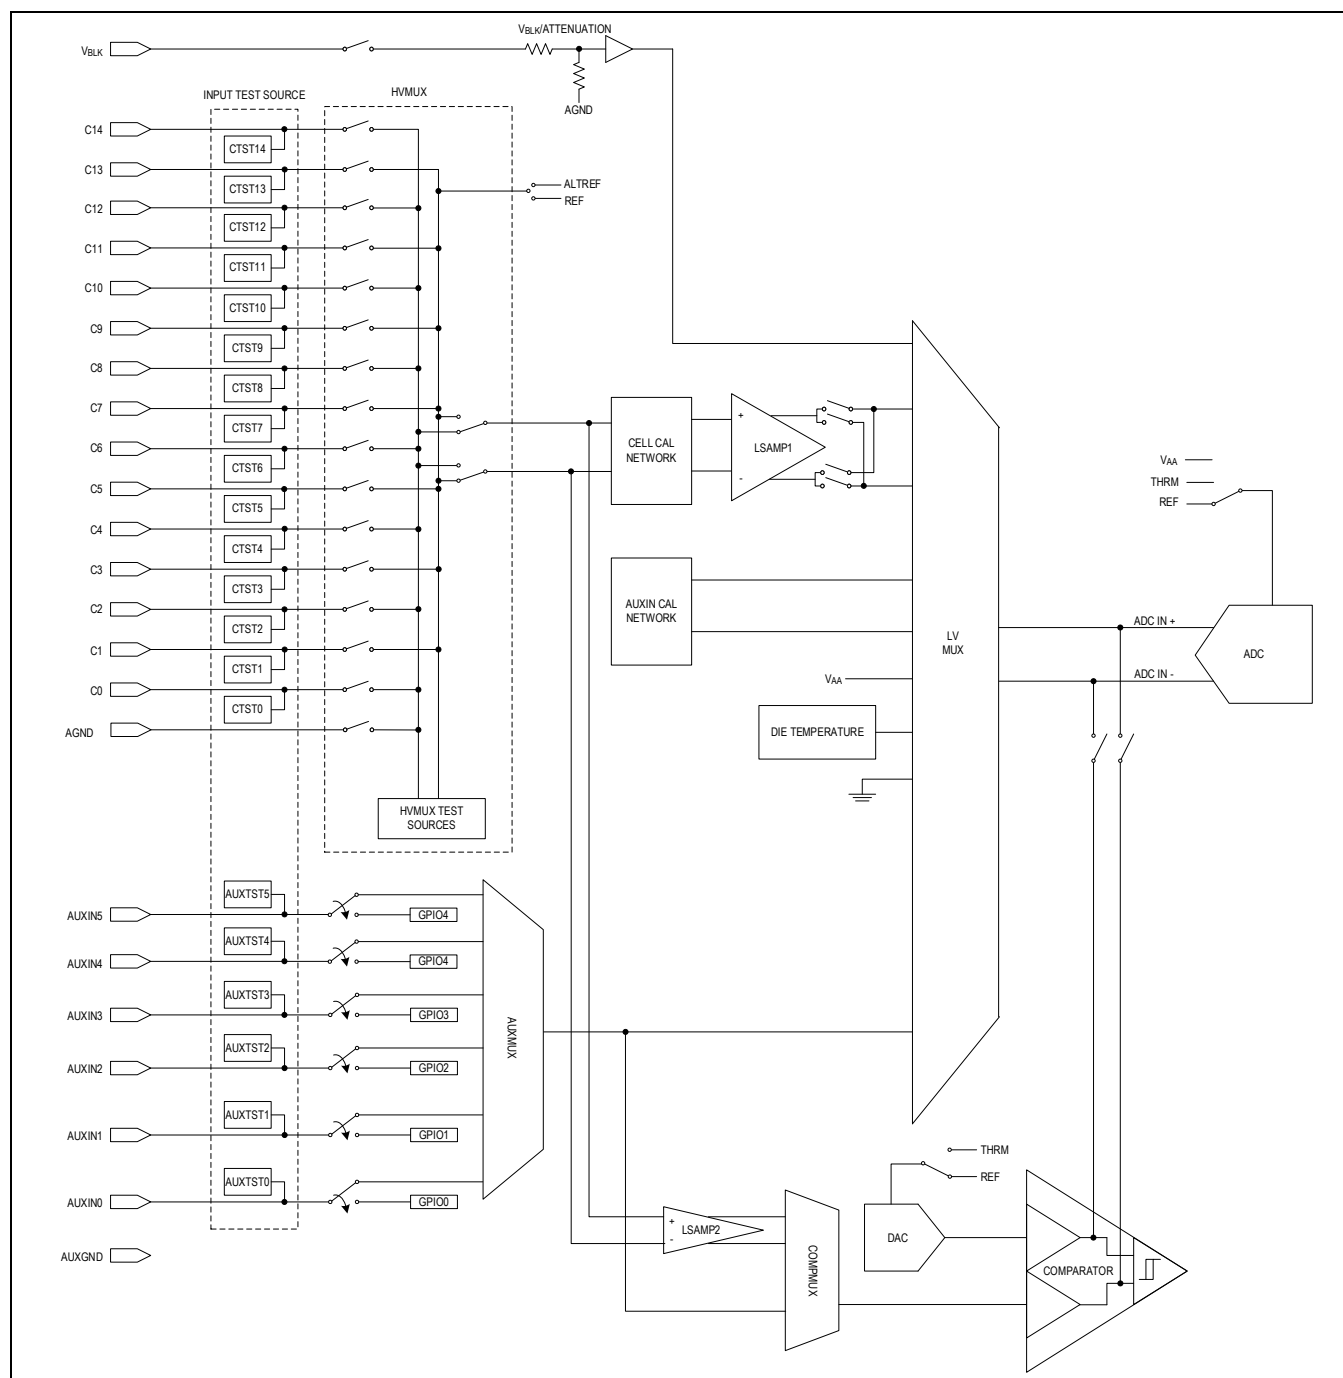 VBLK/ATTENUATION
VBLK
AGND
INPUT TEST SOURCE
HVMUX
C14
CTST14
C13
CTST13
ALTREF
REF
C12
CTST12
C11
CTST11
C10
CTST10
C9
CTST9
C8
CTST8
C7
CTST7
C6
CTST6
C5
CTST5
C4
CTST4
C3
CTST3
C2
CTST2
C1
CTST1
C0
CTST0
AGND
HVMUX TEST
SOURCES
CELL CAL
NETWORK
+
LSAMP1
-
AUXIN CAL
NETWORK
VAA
DIE TEMPERATURE
LV
MUX
VAA
THRM
REF
ADC IN +
ADC IN -
ADC
AUXTST5
AUXIN5
GPIO4
AUXTST4
AUXIN4
GPIO4
AUXTST3
AUXIN3
GPIO3
AUXTST2
AUXIN2
GPIO2
AUXTST1
AUXIN1
GPIO1
AUXTST0
AUXIN0
GPIO0
AUXGND
AUXMUX
+
LSAMP2
-
COMPMUX
THRM
REF
DAC
COMPARATOR